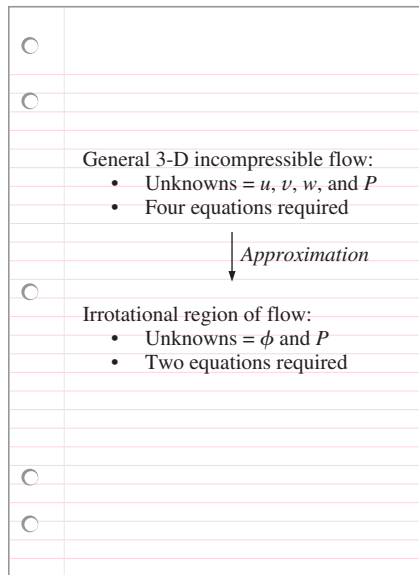 General 3-D incompressible flow:
• Unknowns = u, υ, w, and P
• Four equations required
Approximation
Irrotational region of flow:
• Unknowns = ϕ and P
• Two equations required